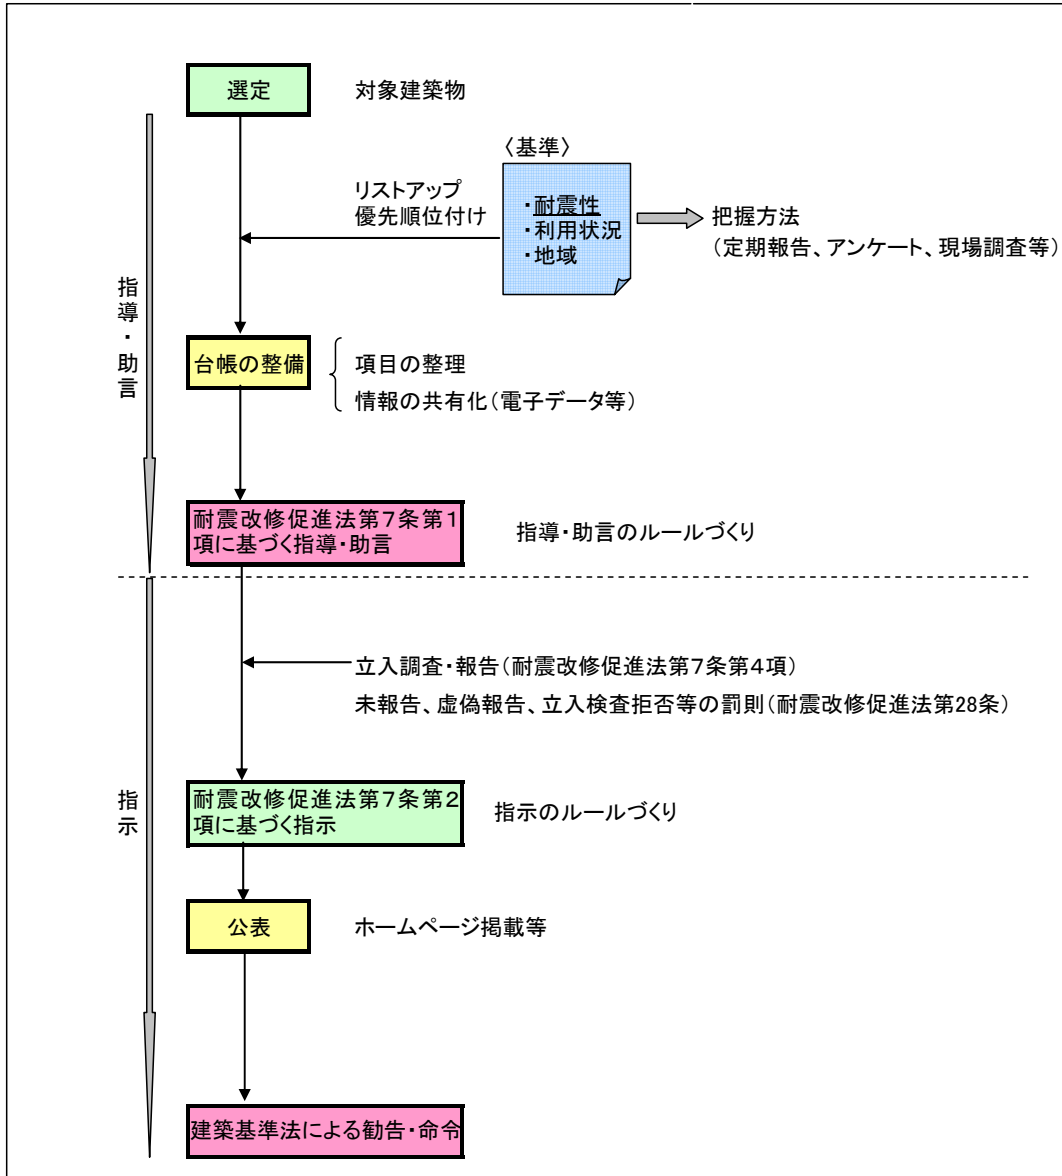 選定
対象建築物
〈基準〉
リストアップ
優先順位付け
・耐震性
・利用状況
・地域
把握方法
（定期報告、アンケート、現場調査等）
指導・助言
台帳の整備
項目の整理
情報の共有化（電子データ等）
耐震改修促進法第７条第１
項に基づく指導・助言
指導・助言のルールづくり
立入調査・報告（耐震改修促進法第７条第４項）
未報告、虚偽報告、立入検査拒否等の罰則（耐震改修促進法第28条）
指示
耐震改修促進法第７条第２
項に基づく指示
指示のルールづくり
公表
ホームページ掲載等
建築基準法による勧告・命令